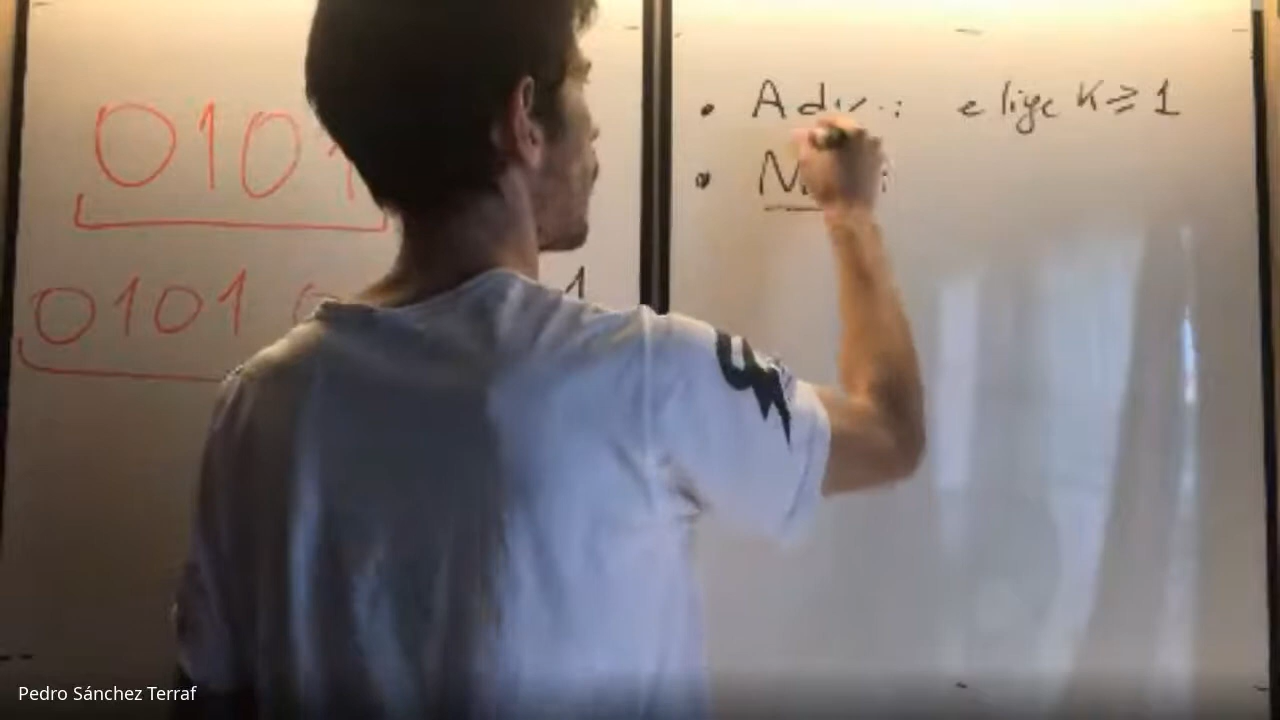 0101
0101
1
• Adv.: elige K ≥ 1
•
Pedro Sánchez Terraf